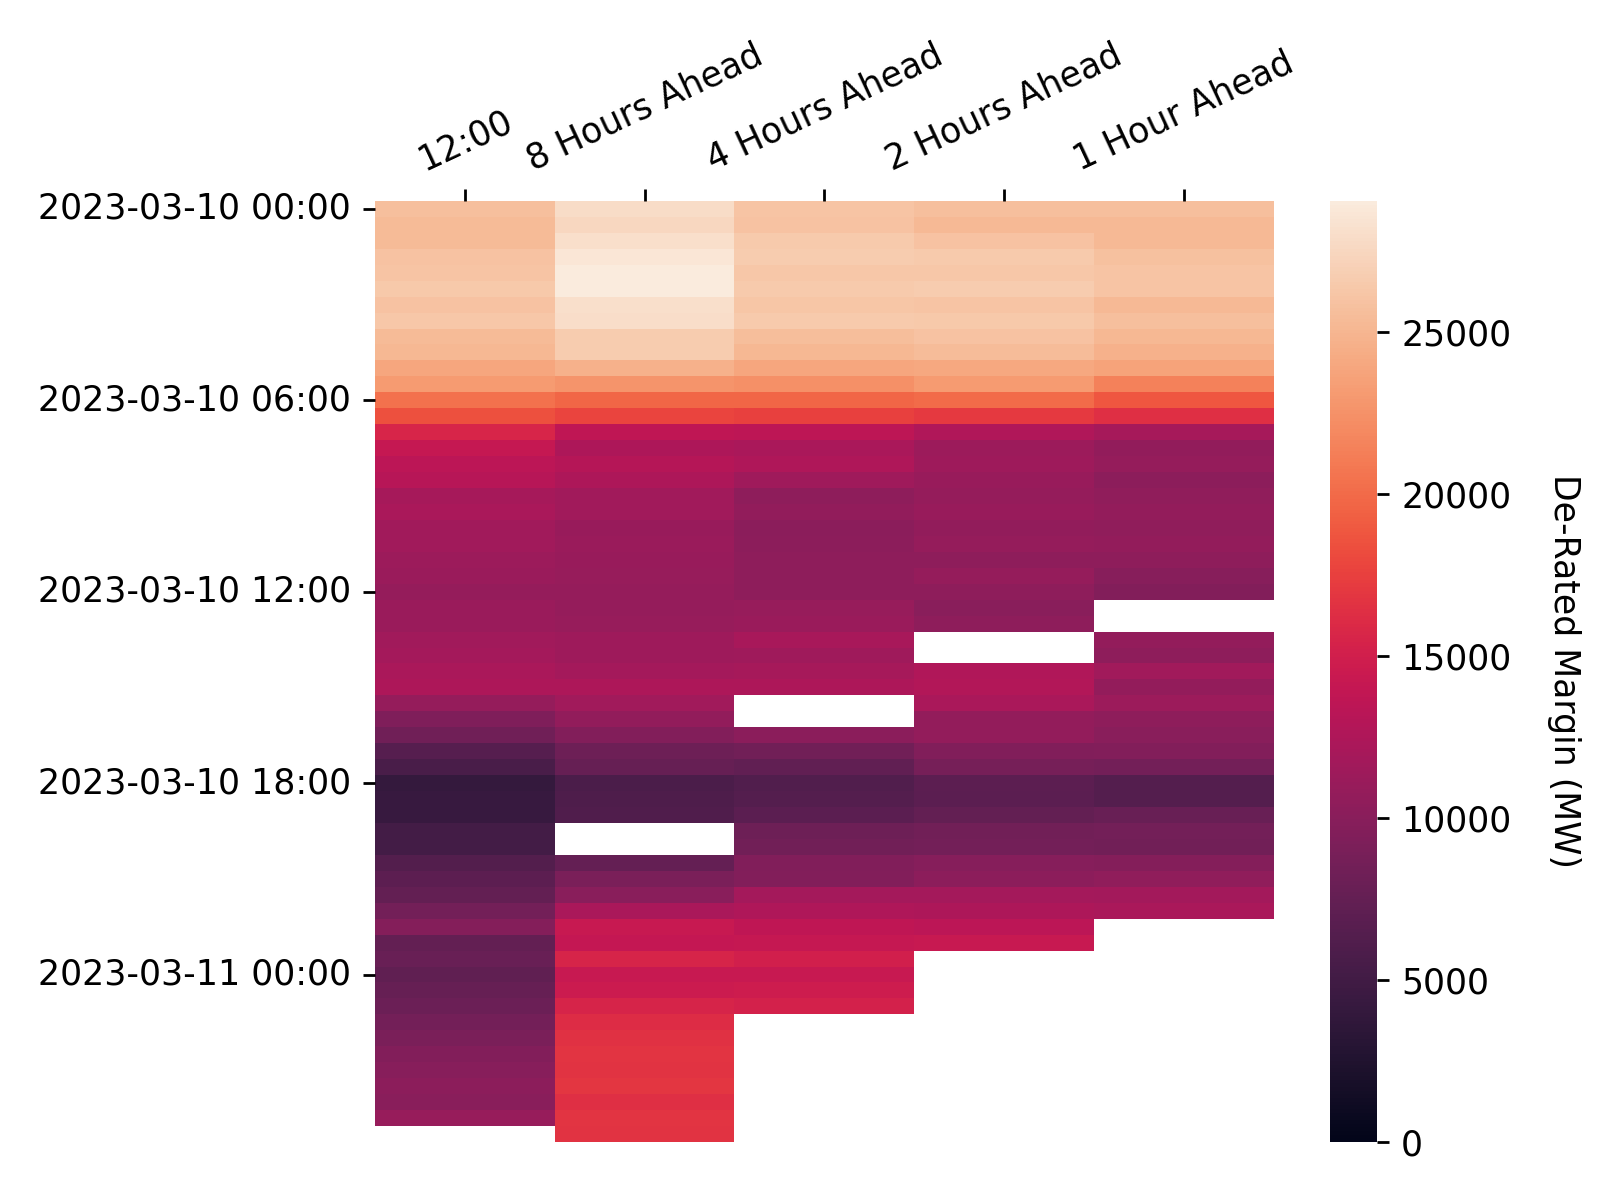 12:00
8 Hours Ahead
4 Hours Ahead
2 Hours Ahead
1 Hour Ahead
2023-03-10 00:00
2023-03-10 06:00
2023-03-10 12:00
2023-03-10 18:00
2023-03-11 00:00
25000
20000
15000
10000
5000
0
De-Rated Margin (MW)